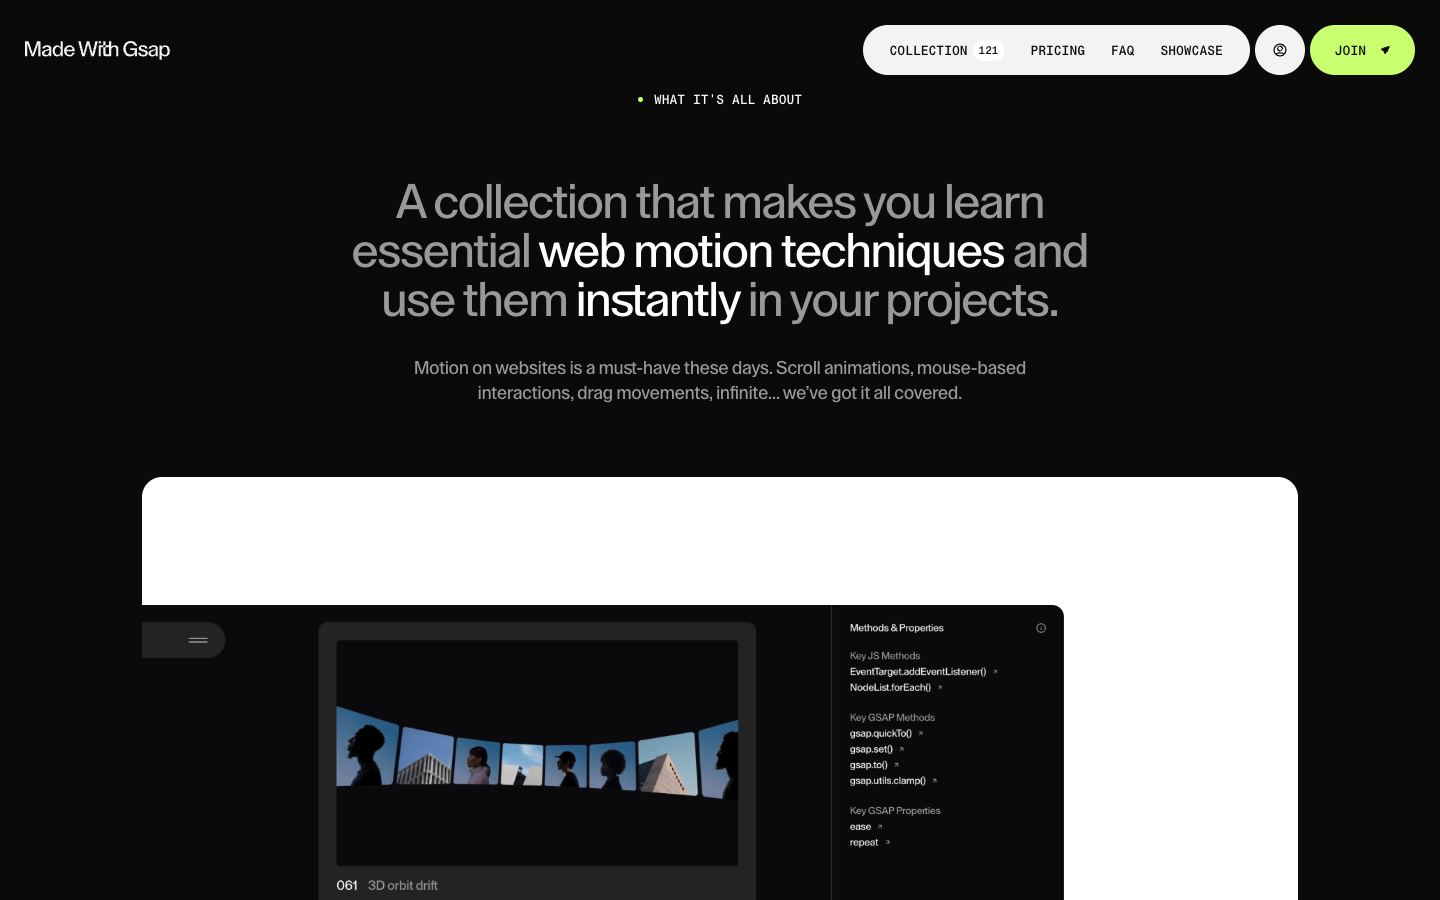 Made With Gsap
COLLECTION 121 PRICING FAQ SHOWCASE
JOIN
WHAT IT'S ALL ABOUT
A collection that makes you learn
essential web motion techniques and
use them instantly in your projects.
Motion on websites is a must-have these days. Scroll animations, mouse-based
interactions, drag movements, infinite... we've got it all covered.
Methods & Properties
Key JS Methods
EventTarget.addEventListener()
NodeList.forEach()
Key GSAP Methods
gsap.quickTo()
gsap.set()
gsap.to()
gsap.utils.clamp()
Key GSAP Properties
ease
repeat
061 3D orbit drift